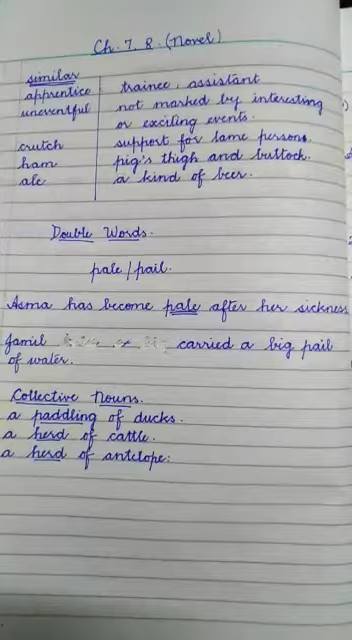 Ch. 7, 8. (Novel)
similar
apprentice trainee, assistant
uneventful not marked by interesting
or exciting events.
crutch support for lame persons.
ham pig's thigh and buttock.
ale a kind of beer.
Double Words.
pale/pail.
Asma has become pale after her sickness
Jamil carried a big pail
of water.
Collective Nouns.
a paddling of ducks.
a herd of cattle.
a herd of antelope: